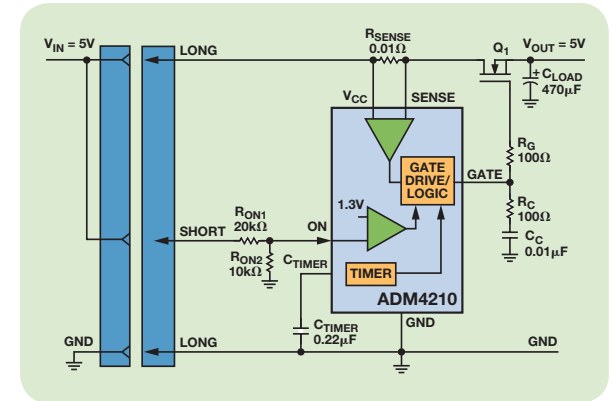 V_IN = 5V
LONG
R_SENSE
0.01Ω
Q1
V_OUT = 5V
+
C_LOAD
470µF
V_CC
SENSE
R_G
100Ω
GATE
DRIVE/
LOGIC
GATE
R_C
100Ω
C_C
0.01µF
1.3V
SHORT
R_ON1
20kΩ
ON
R_ON2
10kΩ
C_TIMER
TIMER
ADM4210
GND
C_TIMER
0.22µF
GND
LONG
GND